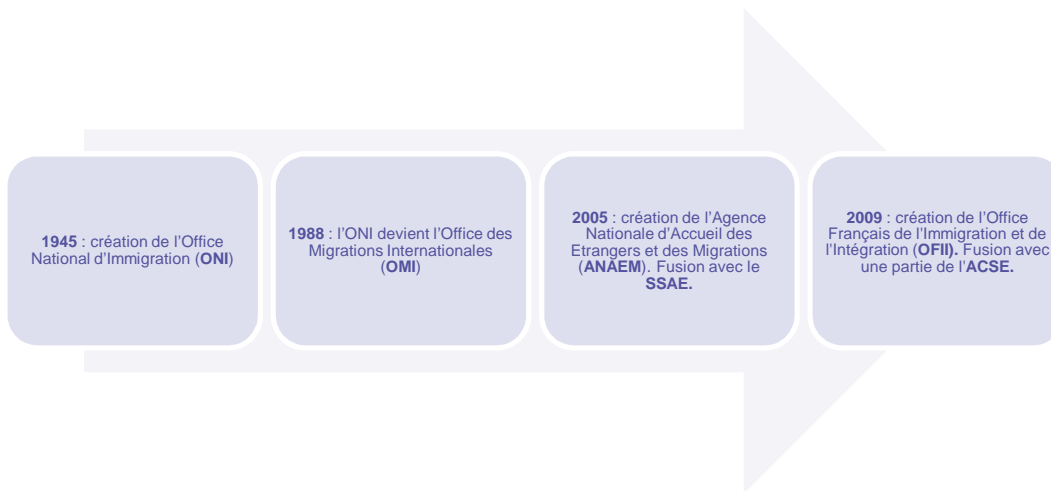 1945 : création de l’Office
National d’Immigration (ONI)
1988 : l’ONI devient l’Office des
Migrations Internationales
(OMI)
2005 : création de l’Agence
Nationale d’Accueil des
Etrangers et des Migrations
(ANAEM). Fusion avec le
SSAE.
2009 : création de l’Office
Français de l’Immigration et de
l’Intégration (OFII). Fusion avec
une partie de l’ACSE.